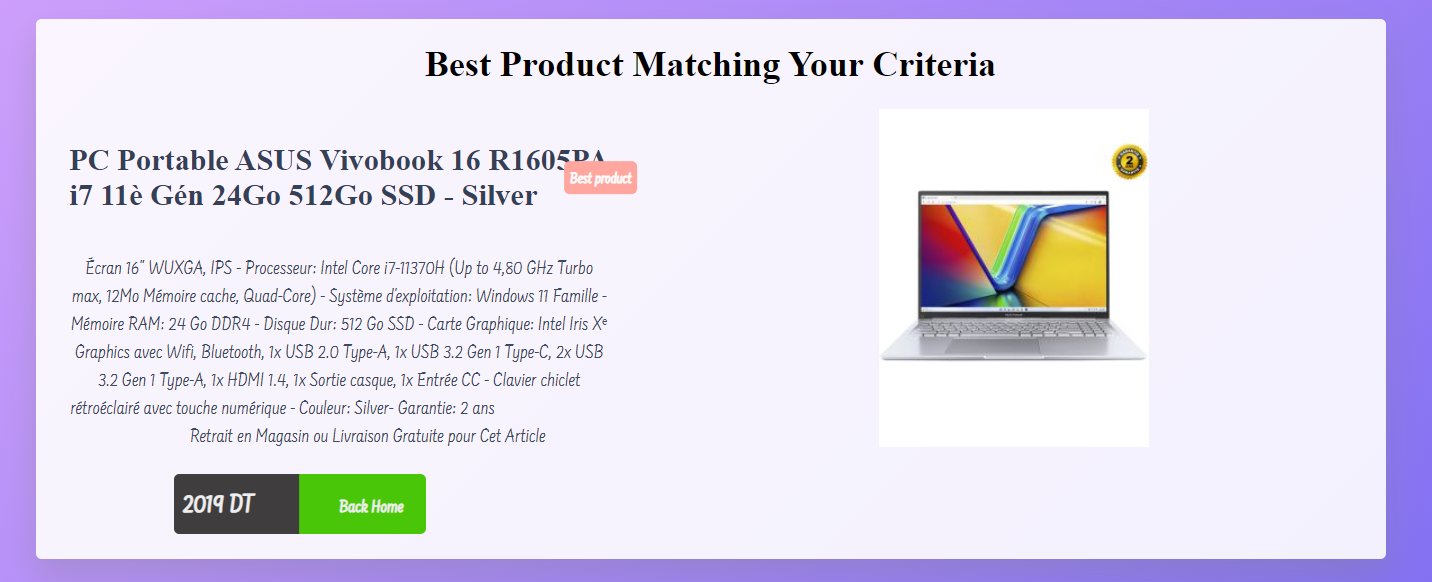 Best Product Matching Your Criteria
PC Portable ASUS Vivobook 16 R1605PA
i7 11è Gén 24Go 512Go SSD - Silver
Best product
2
Écran 16" WUXGA, IPS - Processeur: Intel Core i7-11370H (Up to 4,80 GHz Turbo
max, 12Mo Mémoire cache, Quad-Core) - Système d'exploitation: Windows 11 Famille -
Mémoire RAM: 24 Go DDR4 - Disque Dur: 512 Go SSD - Carte Graphique: Intel Iris Xᵉ
Graphics avec Wifi, Bluetooth, 1x USB 2.0 Type-A, 1x USB 3.2 Gen 1 Type-C, 2x USB
3.2 Gen 1 Type-A, 1x HDMI 1.4, 1x Sortie casque, 1x Entrée CC - Clavier chiclet
rétroéclairé avec touche numérique - Couleur: Silver- Garantie: 2 ans
Retrait en Magasin ou Livraison Gratuite pour Cet Article
2019 DT
Back Home